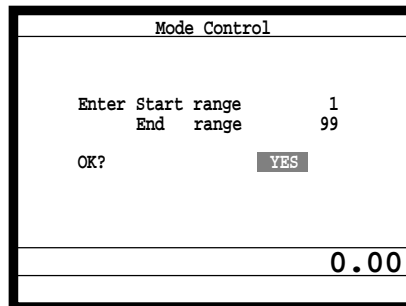 Mode Control
Enter Start range 1
End range 99
OK? YES
0.00